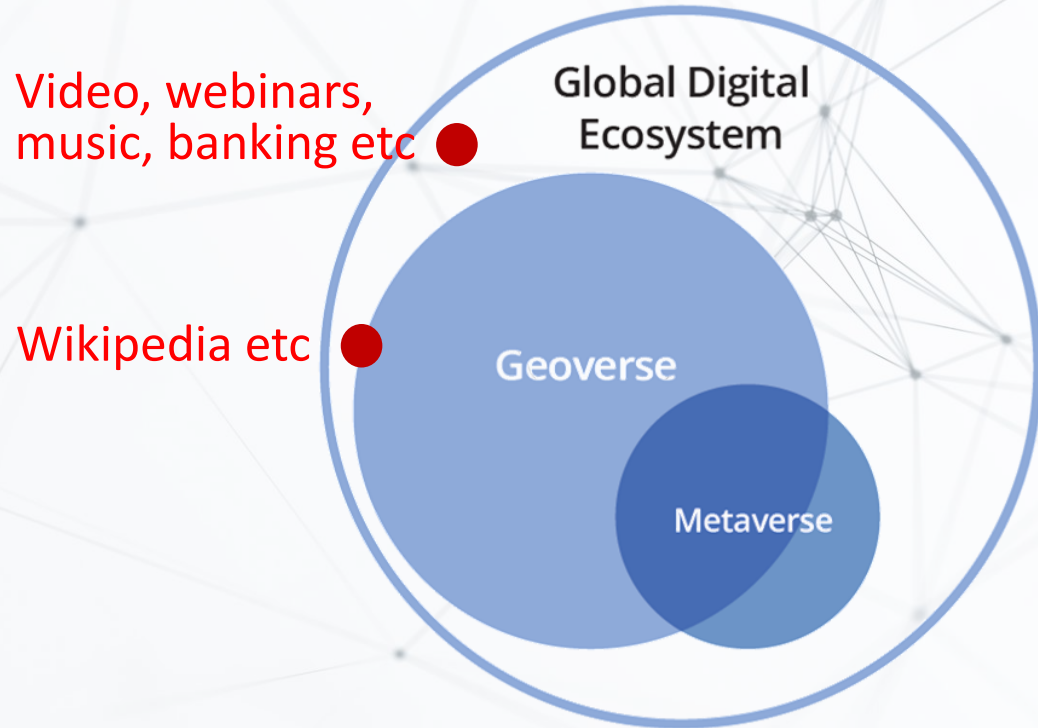 Global Digital
Ecosystem
Video, webinars,
music, banking etc
Wikipedia etc
Geoverse
Metaverse